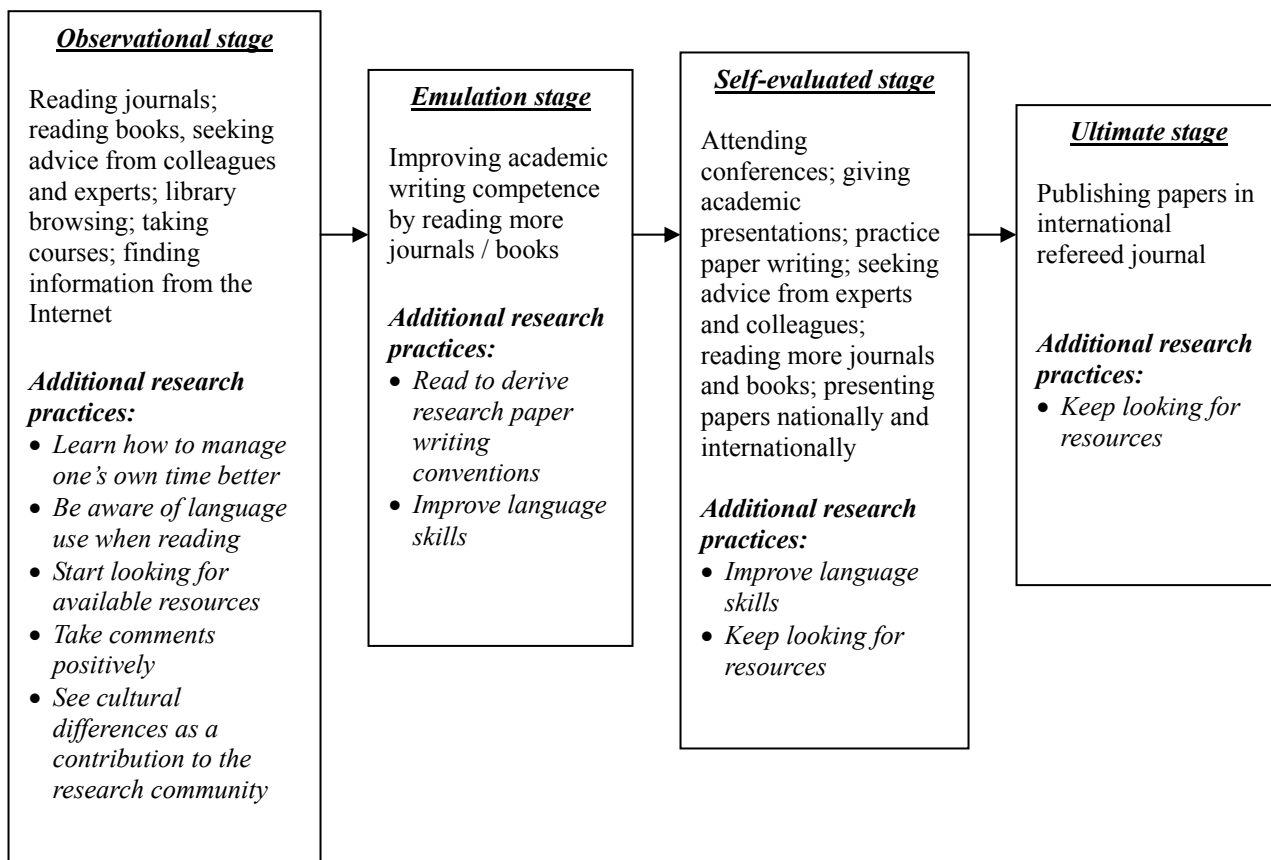 Observational stage
Reading journals;
reading books, seeking
advice from colleagues
and experts; library
browsing; taking
courses; finding
information from the
Internet
Additional research
practices:
• Learn how to manage
one’s own time better
• Be aware of language
use when reading
• Start looking for
available resources
• Take comments
positively
• See cultural
differences as a
contribution to the
research community
Emulation stage
Improving academic
writing competence
by reading more
journals / books
Additional research
practices:
• Read to derive
research paper
writing
conventions
• Improve language
skills
Self-evaluated stage
Attending
conferences; giving
academic
presentations; practice
paper writing; seeking
advice from experts
and colleagues;
reading more journals
and books; presenting
papers nationally and
internationally
Additional research
practices:
• Improve language
skills
• Keep looking for
resources
Ultimate stage
Publishing papers in
international
refereed journal
Additional research
practices:
• Keep looking for
resources